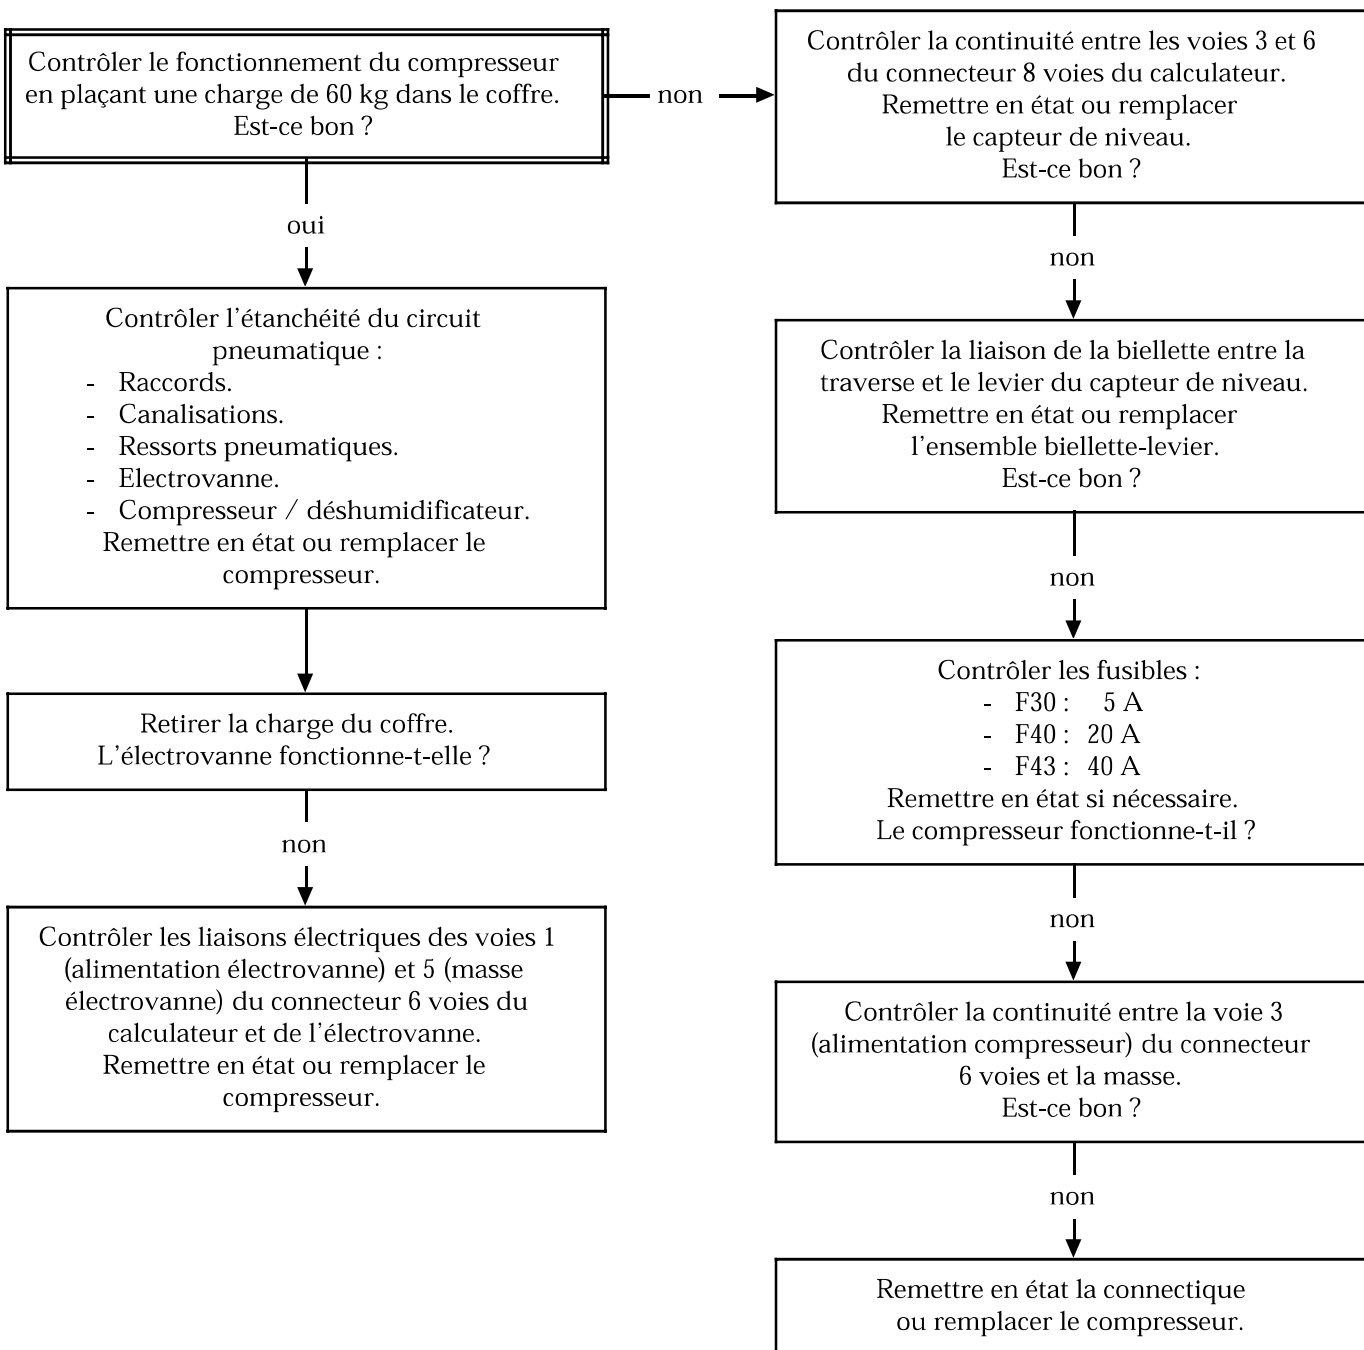 Contrôler le fonctionnement du compresseur
en plaçant une charge de 60 kg dans le coffre.
Est-ce bon ?
non
oui
Contrôler l'étanchéité du circuit
pneumatique :
- Raccords.
- Canalisations.
- Ressorts pneumatiques.
- Electrovanne.
- Compresseur / déshumidificateur.
Remettre en état ou remplacer le
compresseur.
Retirer la charge du coffre.
L'électrovanne fonctionne-t-elle ?
non
Contrôler les liaisons électriques des voies 1
(alimentation électrovanne) et 5 (masse
électrovanne) du connecteur 6 voies du
calculateur et de l'électrovanne.
Remettre en état ou remplacer le
compresseur.
Contrôler la continuité entre les voies 3 et 6
du connecteur 8 voies du calculateur.
Remettre en état ou remplacer
le capteur de niveau.
Est-ce bon ?
non
Contrôler la liaison de la biellette entre la
traverse et le levier du capteur de niveau.
Remettre en état ou remplacer
l'ensemble biellette-levier.
Est-ce bon ?
non
Contrôler les fusibles :
- F30 : 5 A
- F40 : 20 A
- F43 : 40 A
Remettre en état si nécessaire.
Le compresseur fonctionne-t-il ?
non
Contrôler la continuité entre la voie 3
(alimentation compresseur) du connecteur
6 voies et la masse.
Est-ce bon ?
non
Remettre en état la connectique
ou remplacer le compresseur.